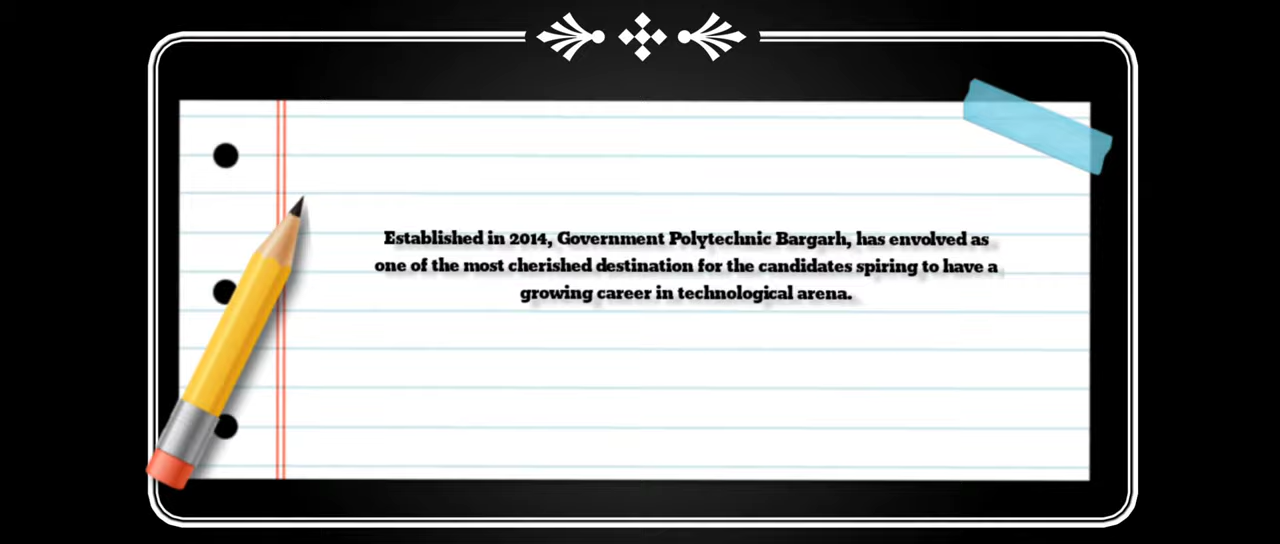 Established in 2014, Government Polytechnic Bargarh, has envolved as
one of the most cherished destination for the candidates spiring to have a
growing career in technological arena.